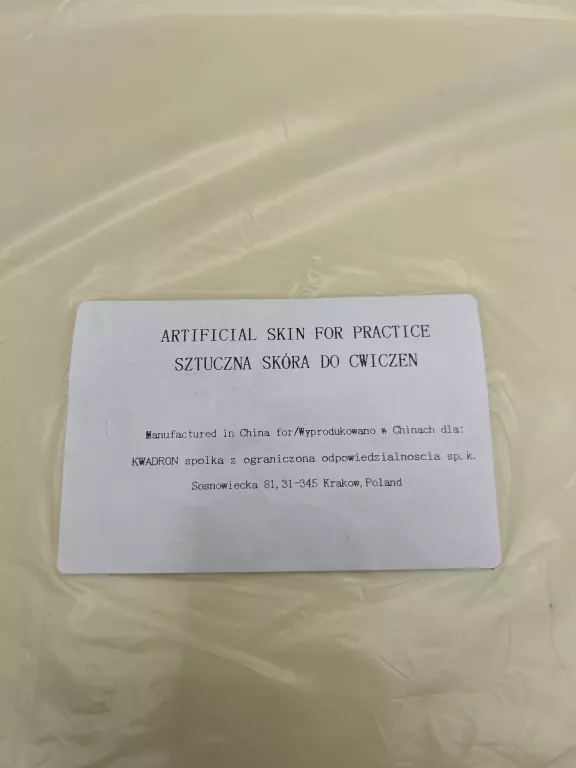 ARTIFICIAL SKIN FOR PRACTICE
SZTUCZNA SKÓRA DO CWICZEN
Manufactured in China for/Wyprodukowano w Chinach dla:
KWADRON spolka z ograniczona odpowiedzialnoscia sp. k.
Sosnowiecka 81, 31-345 Krakow, Poland